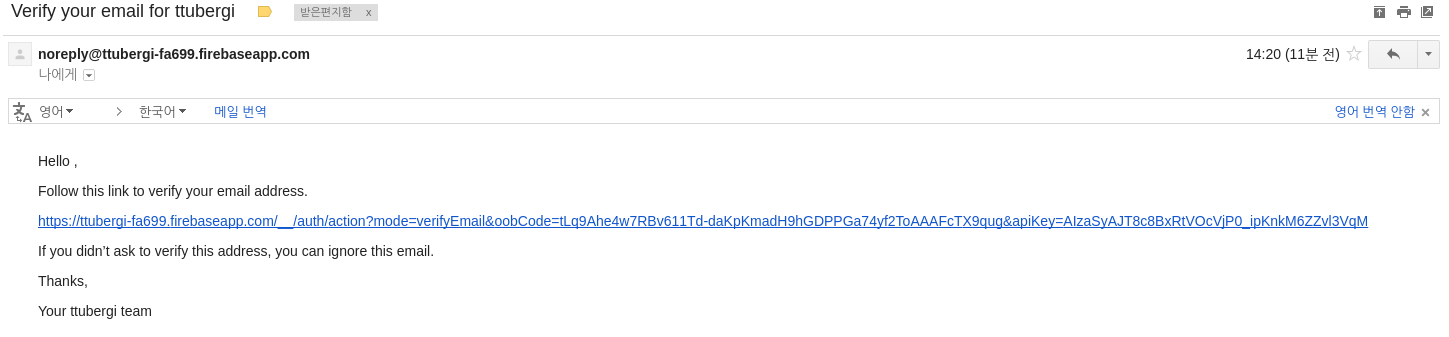 Verify your email for ttubergi
받은편지함 x
noreply@ttubergi-fa699.firebaseapp.com
14:20 (11분 전)
나에게
영어
한국어
메일 번역
영어 번역 안함
Hello ,
Follow this link to verify your email address.
https://ttubergi-fa699.firebaseapp.com/__/auth/action?mode=verifyEmail&oobCode=tLq9Ahe4w7RBv611Td-daKpKmadH9hGDPPGa74yf2ToAAAFcTX9qug&apiKey=AIzaSyAJT8c8BxRtVOcVjP0_ipKnkM6ZZvl3VqM
If you didn’t ask to verify this address, you can ignore this email.
Thanks,
Your ttubergi team